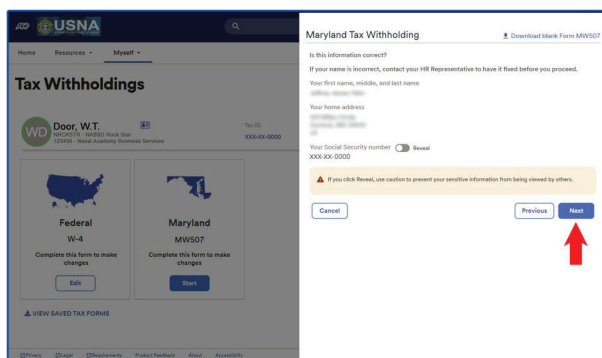 ADP USNA
Home Resources Myself
Tax Withholdings
WD
Door, W.T.
NRCKSTR - NABSD Rock Star
123456 - Naval Academy Business Services
Tax ID
XXX-XX-0000
Federal
W-4
Complete this form to make
changes
Edit
Maryland
MW507
Complete this form to make
changes
Start
VIEW SAVED TAX FORMS
Privacy Legal Requirements Product Feedback About Accessibility
Maryland Tax Withholding
Download blank Form MW507
Is this information correct?
If your name is incorrect, contact your HR Representative to have it fixed before you proceed.
Your first name, middle, and last name
Your home address
Your Social Security number Reveal
XXX-XX-0000
If you click Reveal, use caution to prevent your sensitive information from being viewed by others.
Cancel
Previous
Next